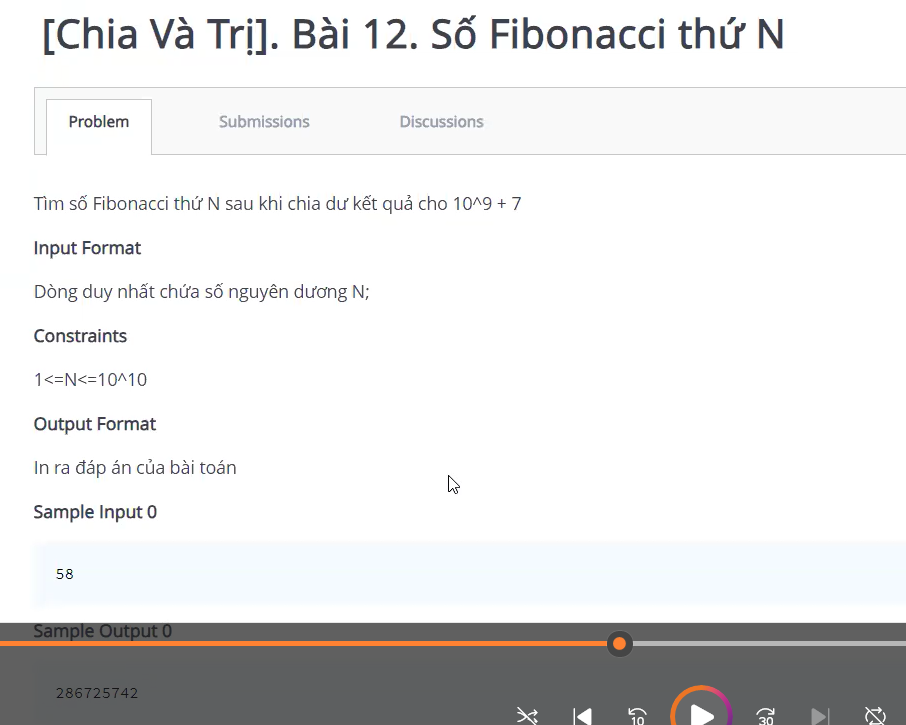 [Chia Và Trị]. Bài 12. Số Fibonacci thứ N
Problem Submissions Discussions
Tìm số Fibonacci thứ N sau khi chia dư kết quả cho 10^9 + 7
Input Format
Dòng duy nhất chứa số nguyên dương N;
Constraints
1<=N<=10^10
Output Format
In ra đáp án của bài toán
Sample Input 0
58
Sample Output 0
286725742
10 30